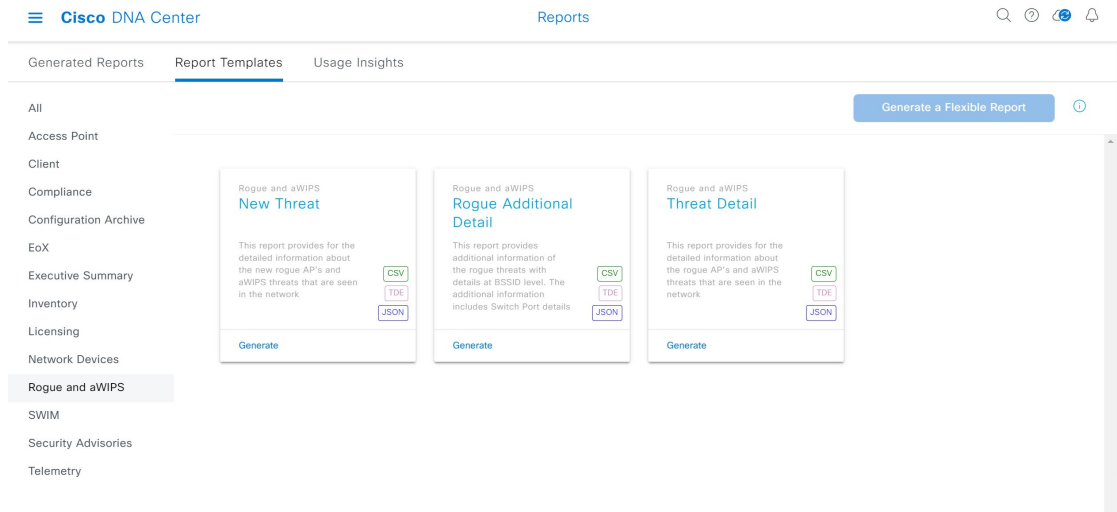 Cisco DNA Center
Reports
Generated Reports
Report Templates
Usage Insights
All
Access Point
Client
Compliance
Configuration Archive
EoX
Executive Summary
Inventory
Licensing
Network Devices
Rogue and aWIPS
SWIM
Security Advisories
Telemetry
Generate a Flexible Report
Rogue and aWIPS
New Threat
This report provides for the
detailed information about
the new rogue AP's and
aWIPS threats that are seen
in the network
CSV
TDE
JSON
Generate
Rogue and aWIPS
Rogue Additional
Detail
This report provides
additional information of
the rogue threats with
details at BSSID level. The
additional information
includes Switch Port details
CSV
TDE
JSON
Generate
Rogue and aWIPS
Threat Detail
This report provides for the
detailed information about
the rogue AP's and aWIPS
threats that are seen in the
network
CSV
TDE
JSON
Generate